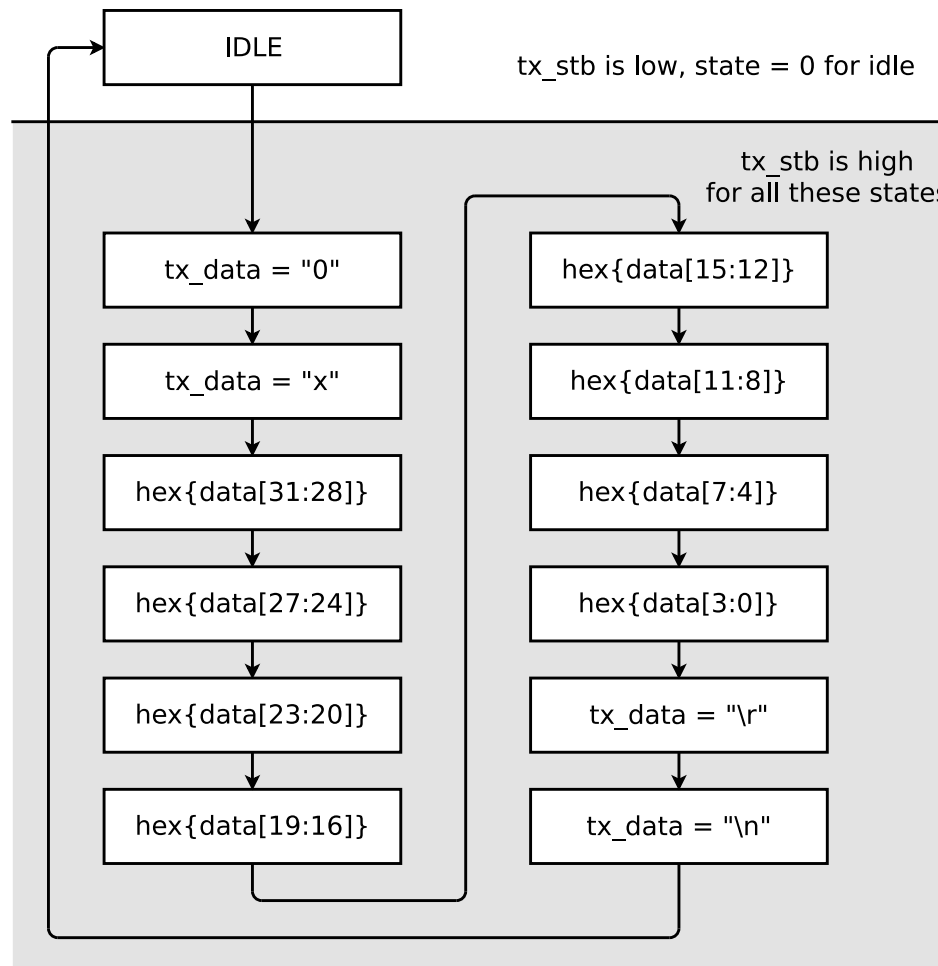 IDLE
tx_stb is low, state = 0 for idle
tx_stb is high
for all these states
tx_data = "0"
tx_data = "x"
hex{data[31:28]}
hex{data[27:24]}
hex{data[23:20]}
hex{data[19:16]}
hex{data[15:12]}
hex{data[11:8]}
hex{data[7:4]}
hex{data[3:0]}
tx_data = "\r"
tx_data = "\n"